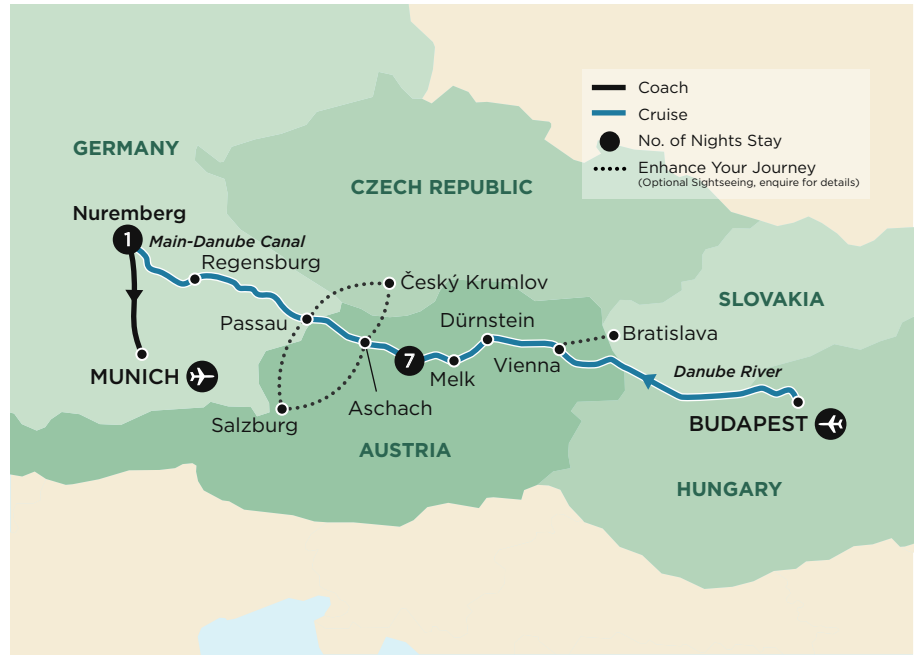 Coach
Cruise
No. of Nights Stay
Enhance Your Journey
(Optional Sightseeing, enquire for details)
GERMANY
CZECH REPUBLIC
Nuremberg
1
Main-Danube Canal
Regensburg
Český Krumlov
SLOVAKIA
Passau
Dürnstein
Bratislava
7
Vienna
MUNICH
Melk
Danube River
Aschach
Salzburg
BUDAPEST
AUSTRIA
HUNGARY